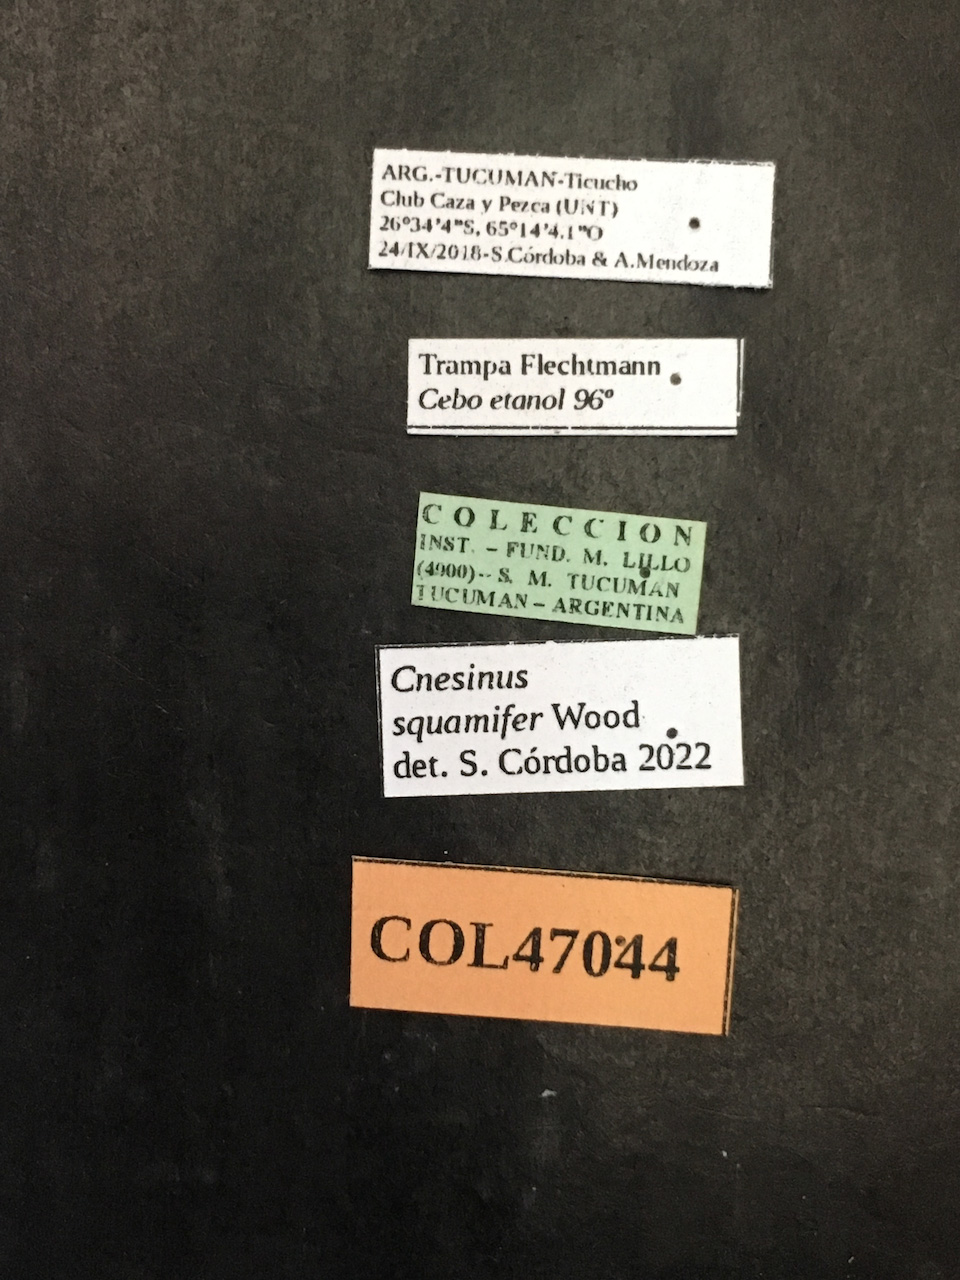 ARG.-TUCUMAN-Ticucho
Club Caza y Pezca (UNT)
26°34'4"S, 65°14'4.1"O
24/IX/2018-S.Córdoba & A.Mendoza
Trampa Flechtmann
Cebo etanol 96°
COLECCION
INST. - FUND. M. LILLO
(4000)-- S. M. TUCUMAN
TUCUMAN - ARGENTINA
Cnesinus
squamifer Wood
det. S. Córdoba 2022
COL47044